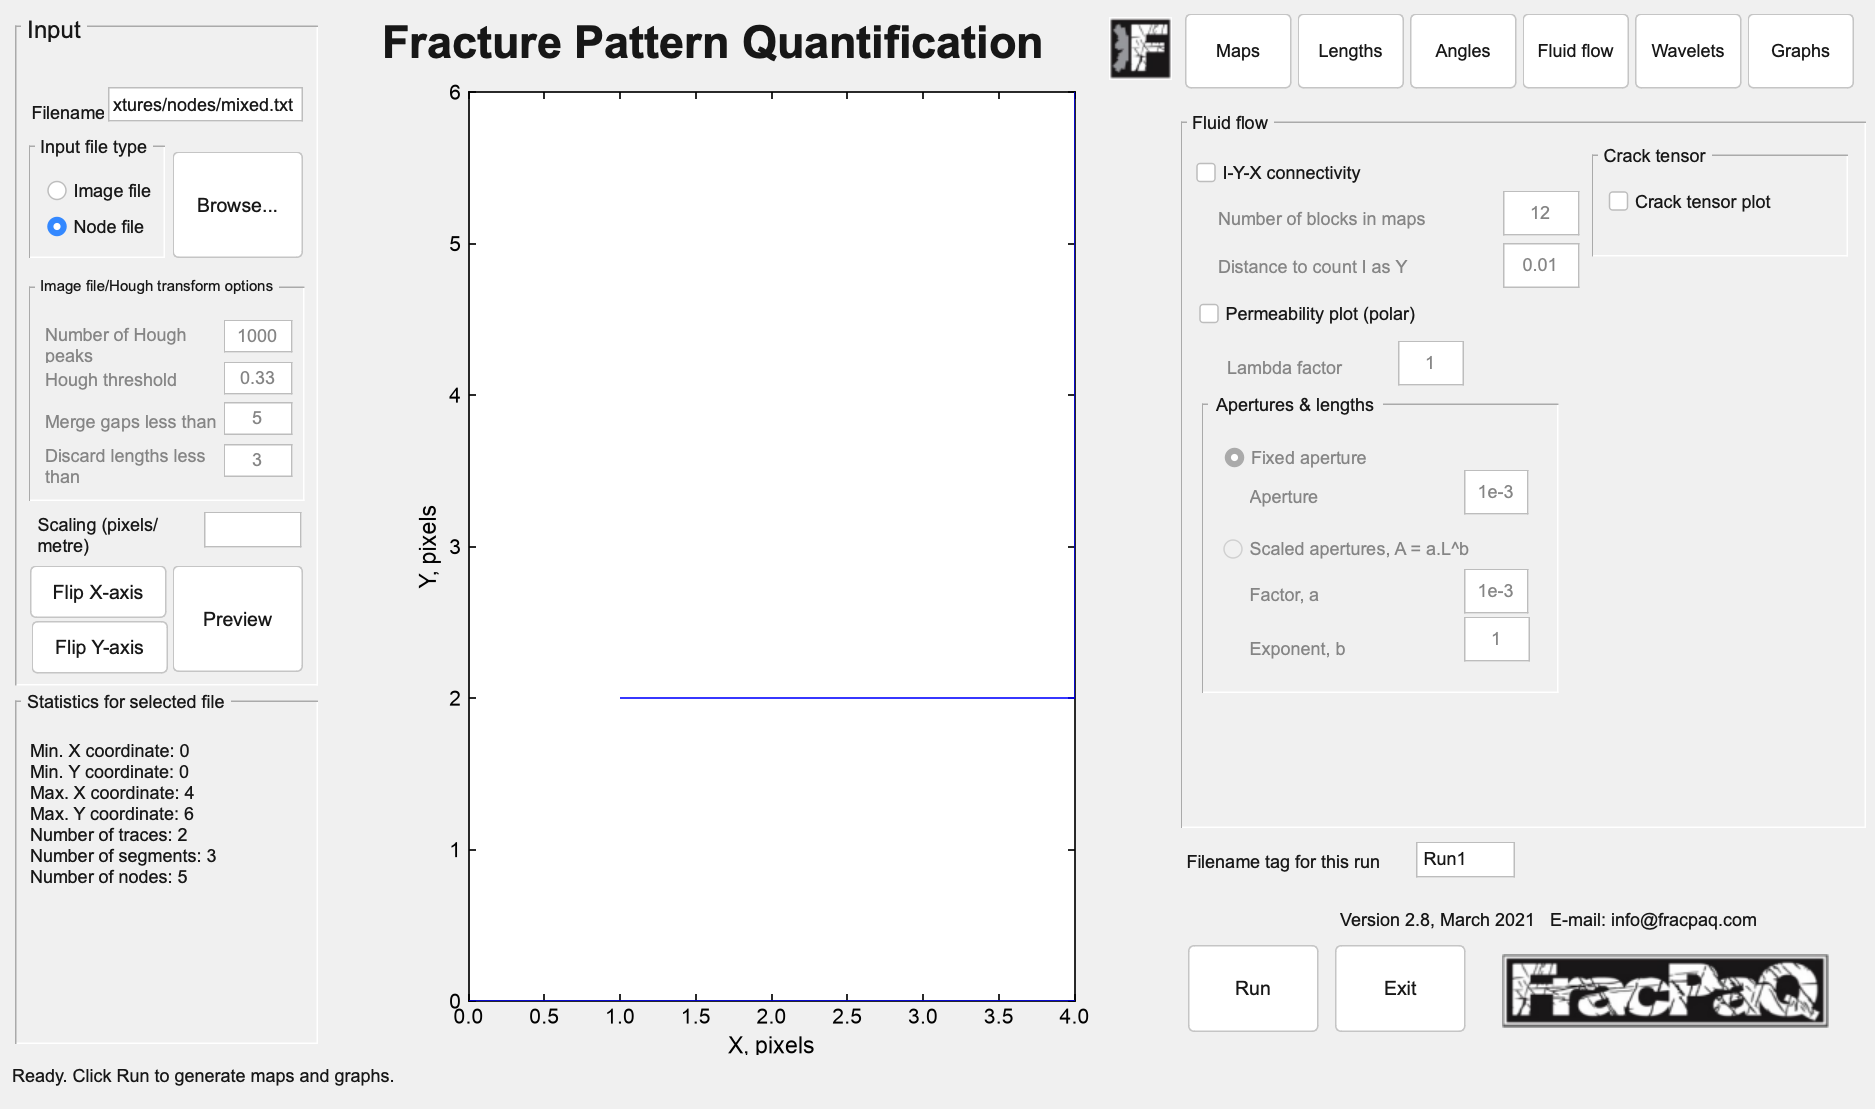 Input
Fracture Pattern Quantification
F
Maps
Lengths
Angles
Fluid flow
Wavelets
Graphs
Filename
xtures/nodes/mixed.txt
Input file type
Image file
Node file
Browse...
Image file/Hough transform options
Number of Hough
peaks
1000
Hough threshold
0.33
Merge gaps less than
5
Discard lengths less
than
3
Scaling (pixels/
metre)
Flip X-axis
Flip Y-axis
Preview
Statistics for selected file
Min. X coordinate: 0
Min. Y coordinate: 0
Max. X coordinate: 4
Max. Y coordinate: 6
Number of traces: 2
Number of segments: 3
Number of nodes: 5
Ready. Click Run to generate maps and graphs.
6
5
4
3
2
1
0
Y, pixels
0.0
0.5
1.0
1.5
2.0
2.5
3.0
3.5
4.0
X, pixels
Fluid flow
I-Y-X connectivity
Number of blocks in maps
12
Distance to count I as Y
0.01
Crack tensor
Crack tensor plot
Permeability plot (polar)
Lambda factor
1
Apertures & lengths
Fixed aperture
Aperture
1e-3
Scaled apertures, A = a.L^b
Factor, a
1e-3
Exponent, b
1
Filename tag for this run
Run1
Version 2.8, March 2021 E-mail: info@fracpaq.com
Run
Exit
FracPaQ